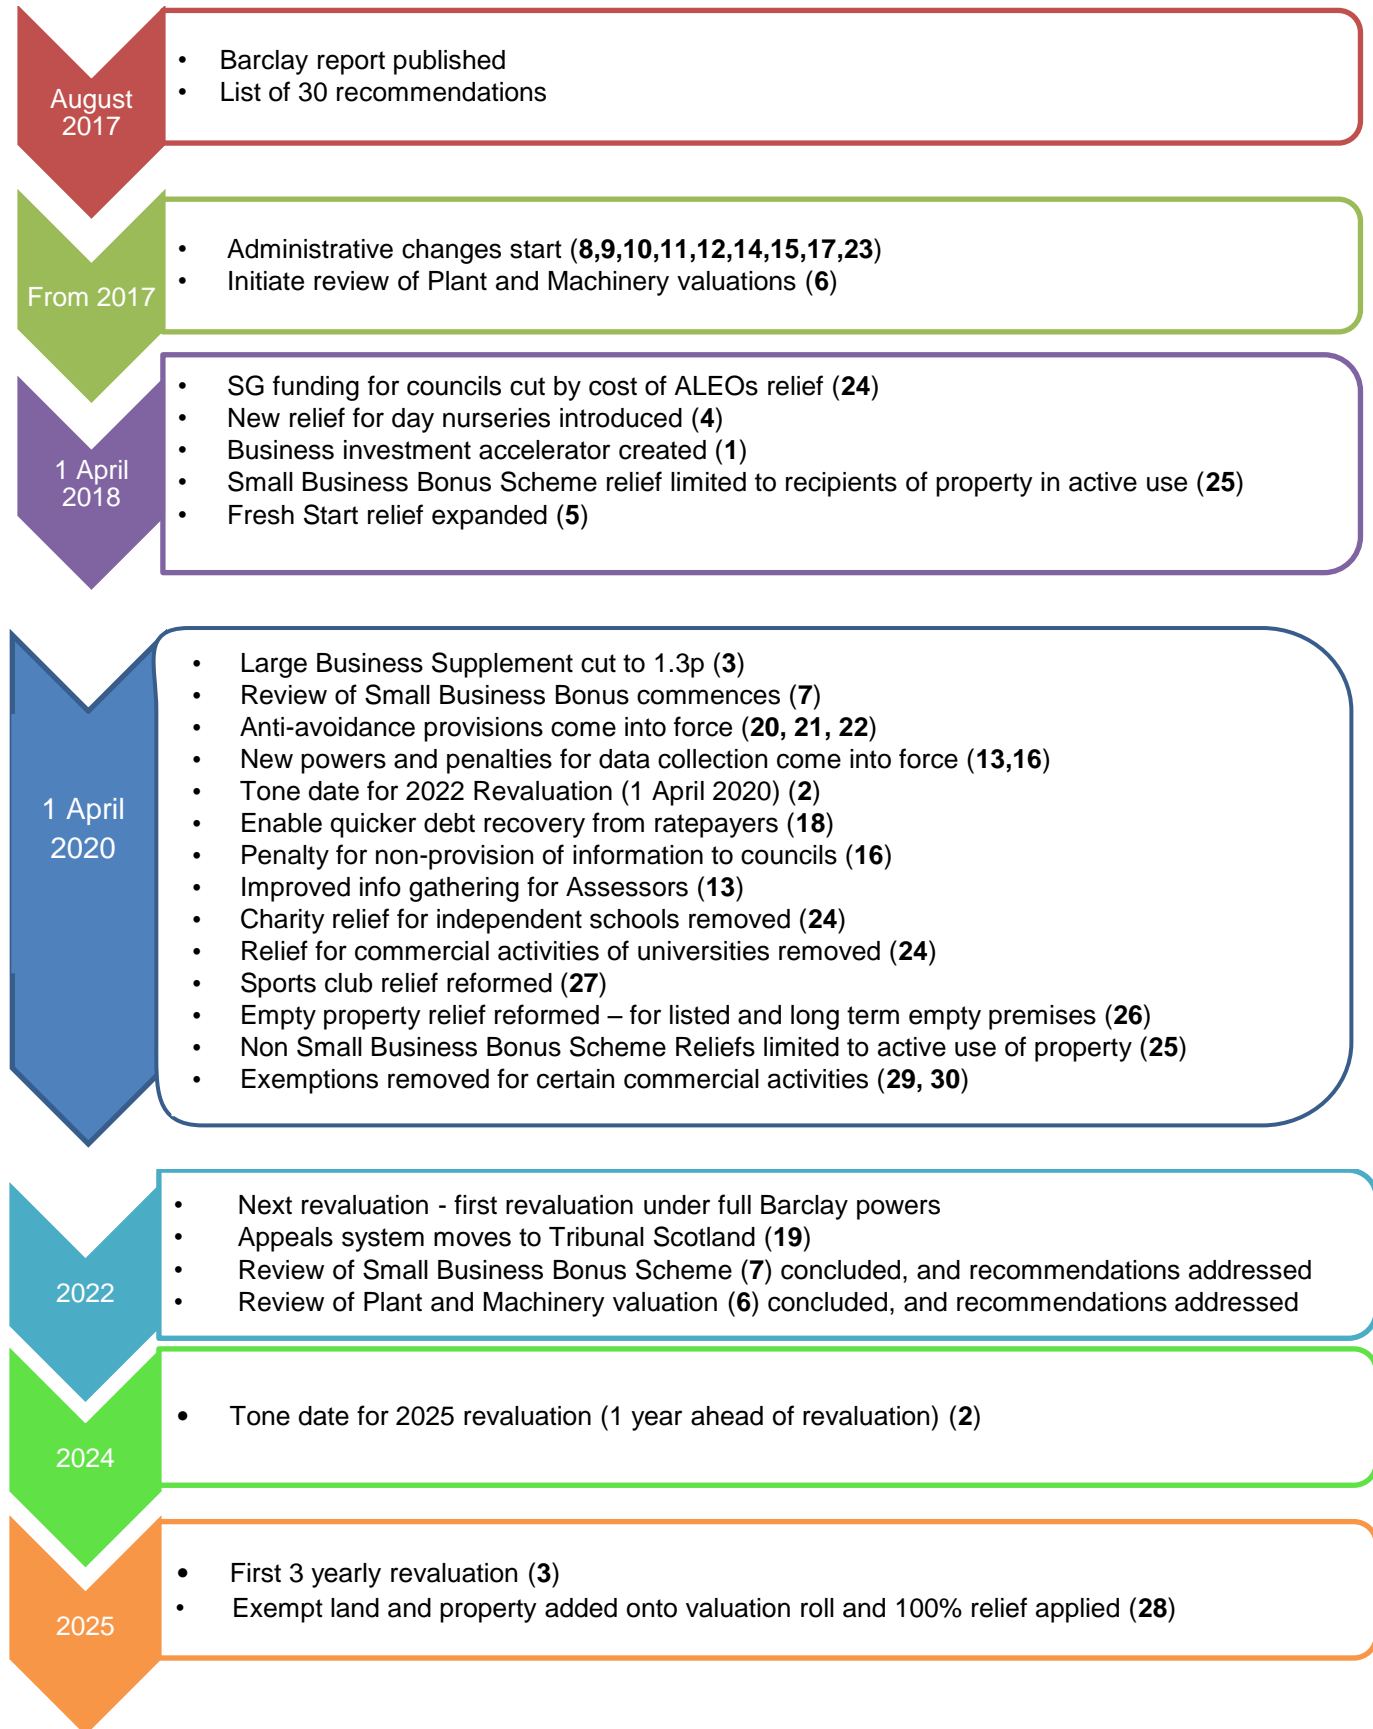 August
2017
• Barclay report published
• List of 30 recommendations
From 2017
• Administrative changes start (8,9,10,11,12,14,15,17,23)
• Initiate review of Plant and Machinery valuations (6)
1 April
2018
• SG funding for councils cut by cost of ALEOs relief (24)
• New relief for day nurseries introduced (4)
• Business investment accelerator created (1)
• Small Business Bonus Scheme relief limited to recipients of property in active use (25)
• Fresh Start relief expanded (5)
1 April
2020
• Large Business Supplement cut to 1.3p (3)
• Review of Small Business Bonus commences (7)
• Anti-avoidance provisions come into force (20, 21, 22)
• New powers and penalties for data collection come into force (13,16)
• Tone date for 2022 Revaluation (1 April 2020) (2)
• Enable quicker debt recovery from ratepayers (18)
• Penalty for non-provision of information to councils (16)
• Improved info gathering for Assessors (13)
• Charity relief for independent schools removed (24)
• Relief for commercial activities of universities removed (24)
• Sports club relief reformed (27)
• Empty property relief reformed – for listed and long term empty premises (26)
• Non Small Business Bonus Scheme Reliefs limited to active use of property (25)
• Exemptions removed for certain commercial activities (29, 30)
2022
• Next revaluation - first revaluation under full Barclay powers
• Appeals system moves to Tribunal Scotland (19)
• Review of Small Business Bonus Scheme (7) concluded, and recommendations addressed
• Review of Plant and Machinery valuation (6) concluded, and recommendations addressed
2024
• Tone date for 2025 revaluation (1 year ahead of revaluation) (2)
2025
• First 3 yearly revaluation (3)
• Exempt land and property added onto valuation roll and 100% relief applied (28)